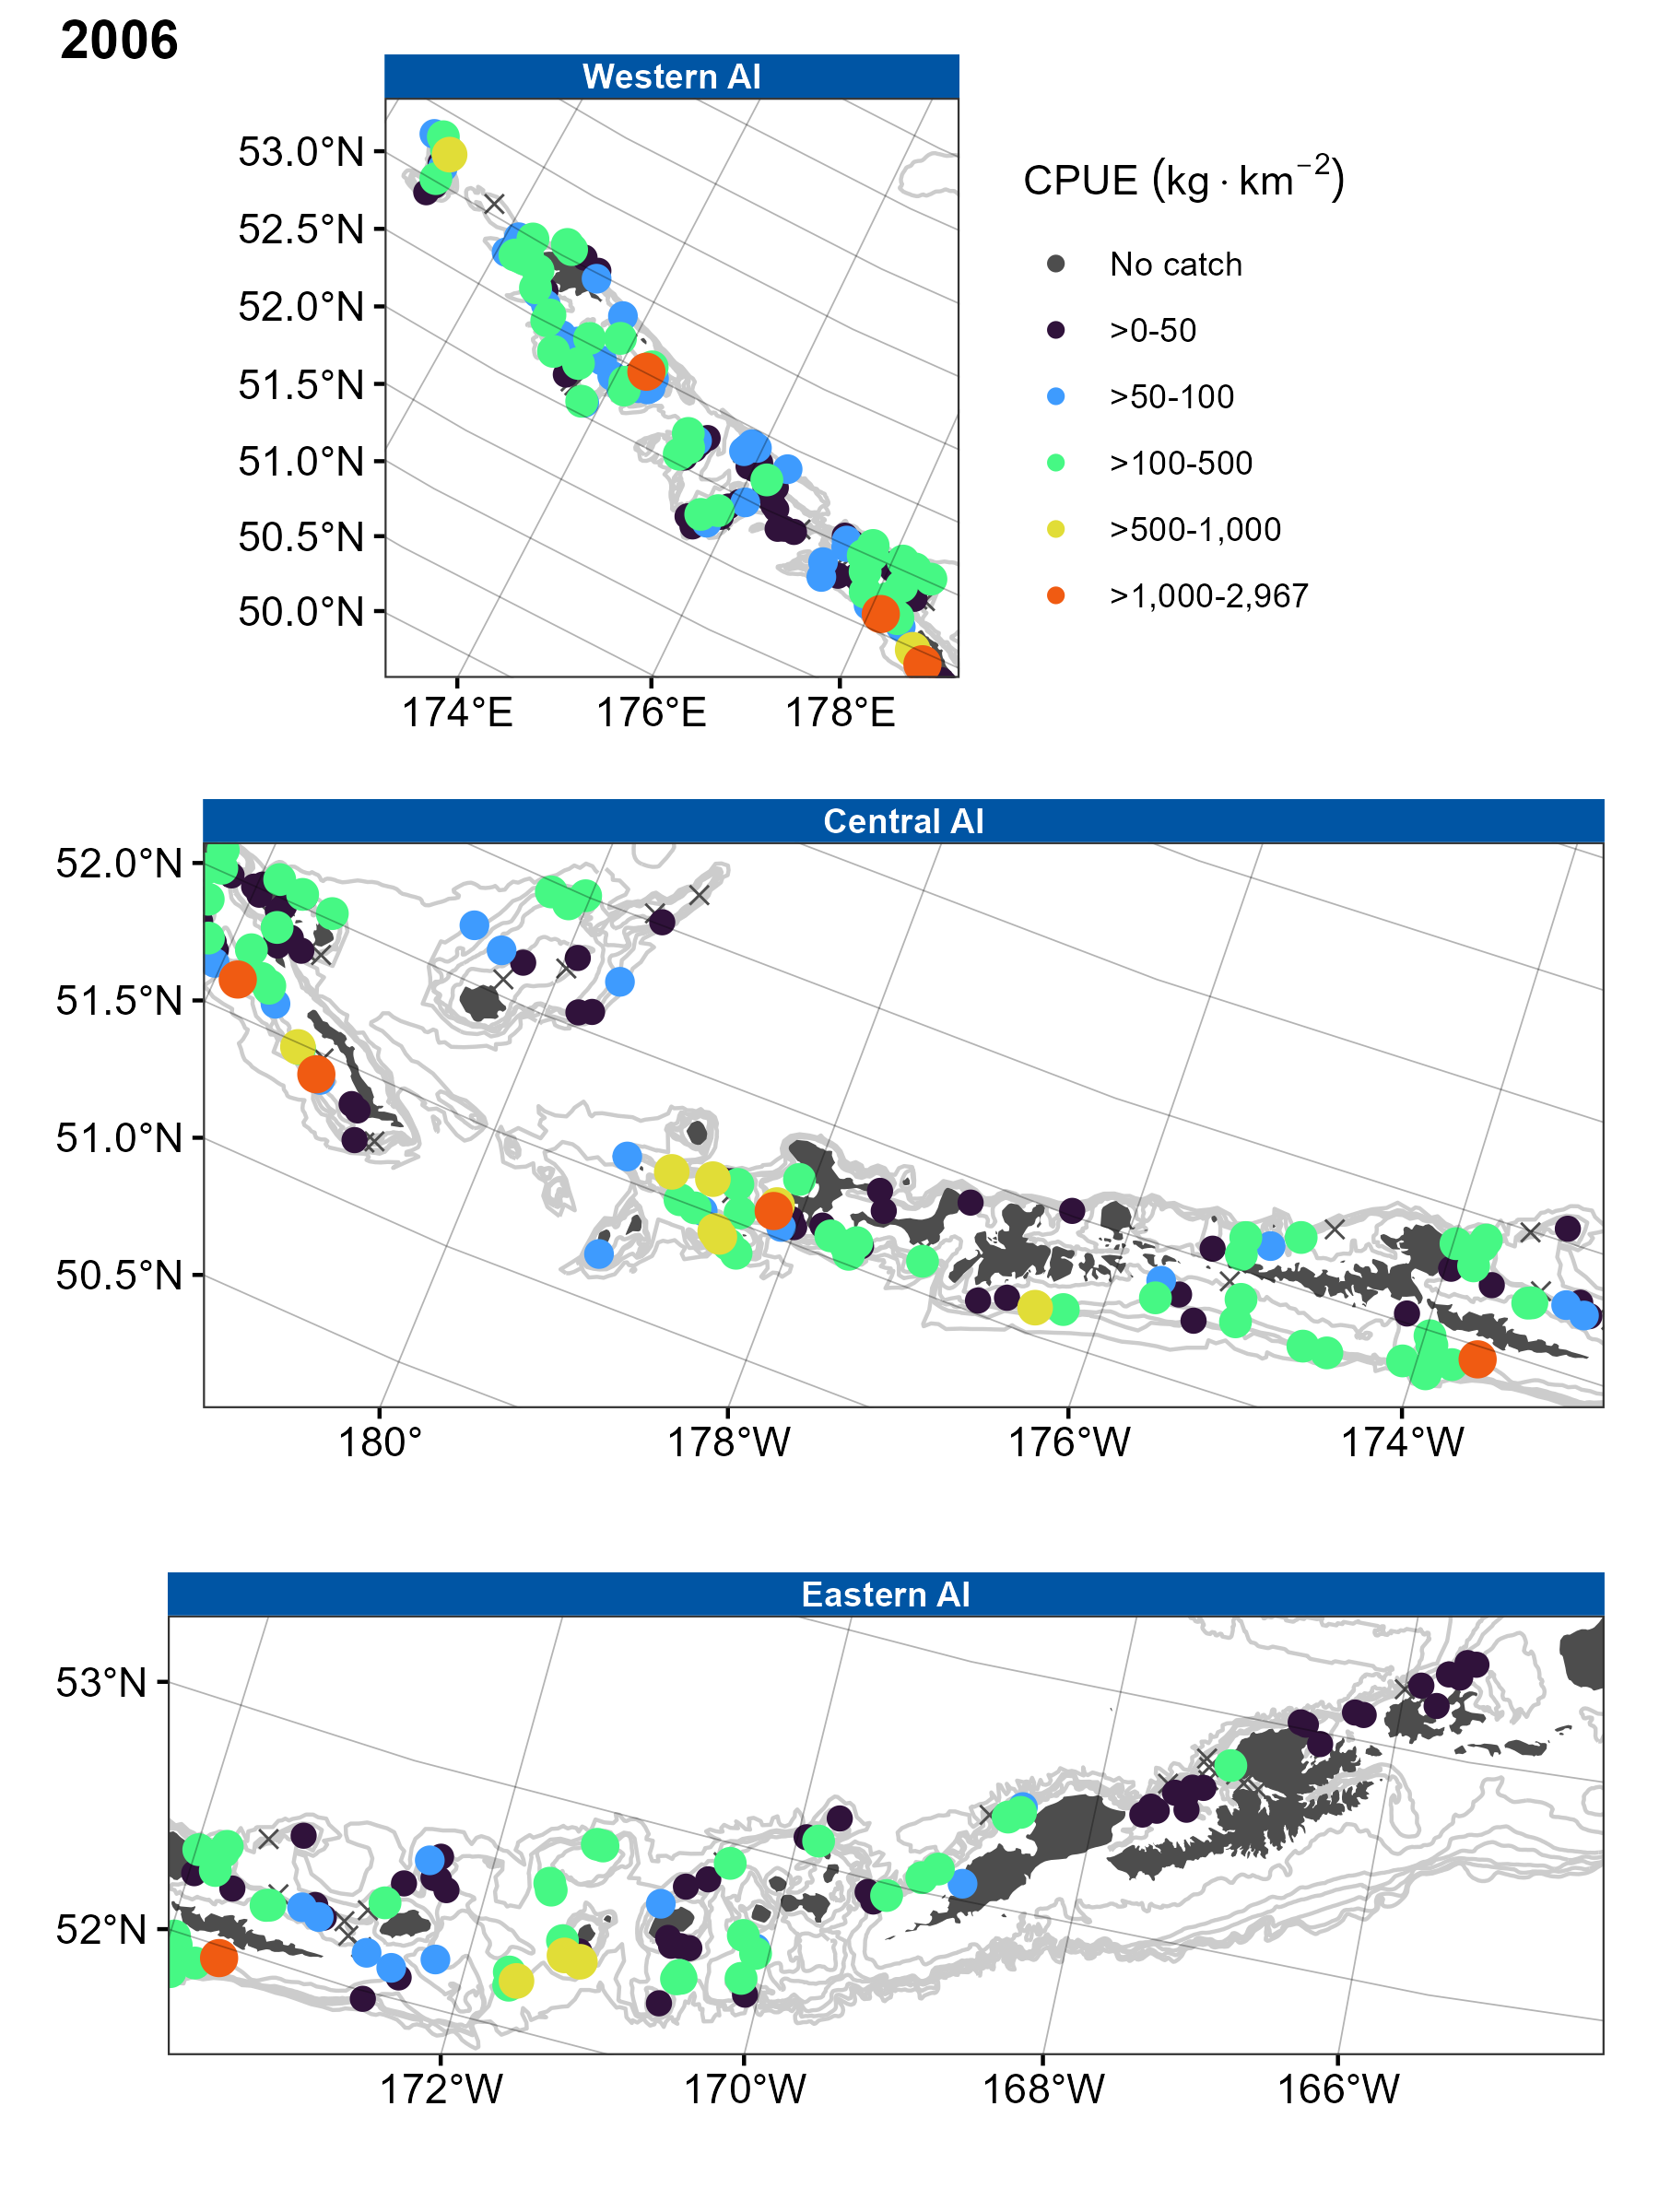 2006
Western AI
53.0°N
52.5°N
52.0°N
51.5°N
51.0°N
50.5°N
50.0°N
174°E 176°E 178°E
CPUE (kg · km⁻²)
No catch
>0-50
>50-100
>100-500
>500-1,000
>1,000-2,967
Central AI
52.0°N
51.5°N
51.0°N
50.5°N
180° 178°W 176°W 174°W
Eastern AI
53°N
52°N
172°W 170°W 168°W 166°W